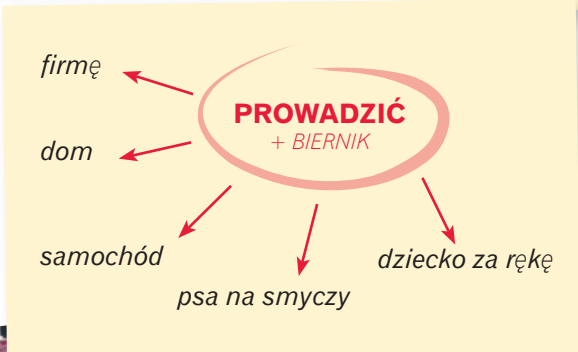 firmę
PROWADZIĆ
+ BIERNIK
dom
samochód
dziecko za rękę
psa na smyczy